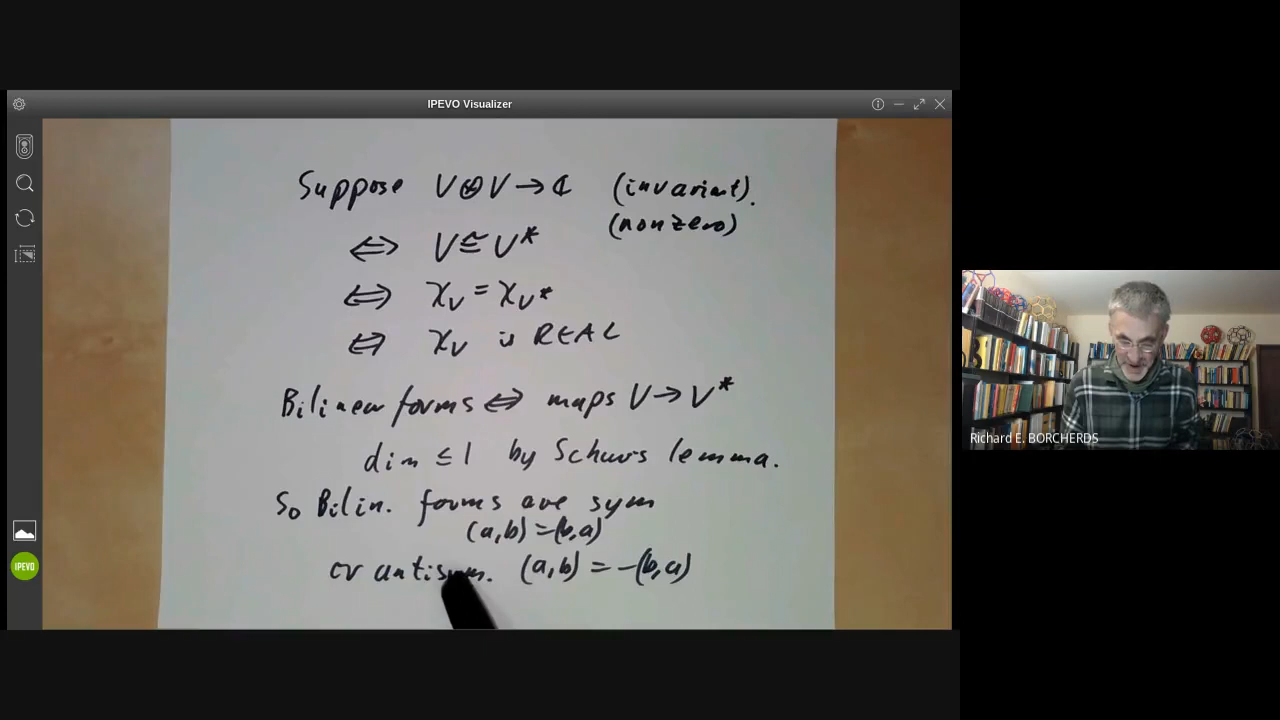 IPEVO Visualizer
Suppose V⊗V→ℂ (invariant).
(nonzero)
⇔ V ≅ V*
⇔ χ_V = χ_V*
⇔ χ_V is REAL
Bilinear forms ⇔ maps V→V*
dim ≤ 1 by Schurs lemma.
So Bilin. forms are sym
(a,b) = (b,a)
or antisym. (a,b) = -(b,a)
IPEVO
Richard E. BORCHERDS